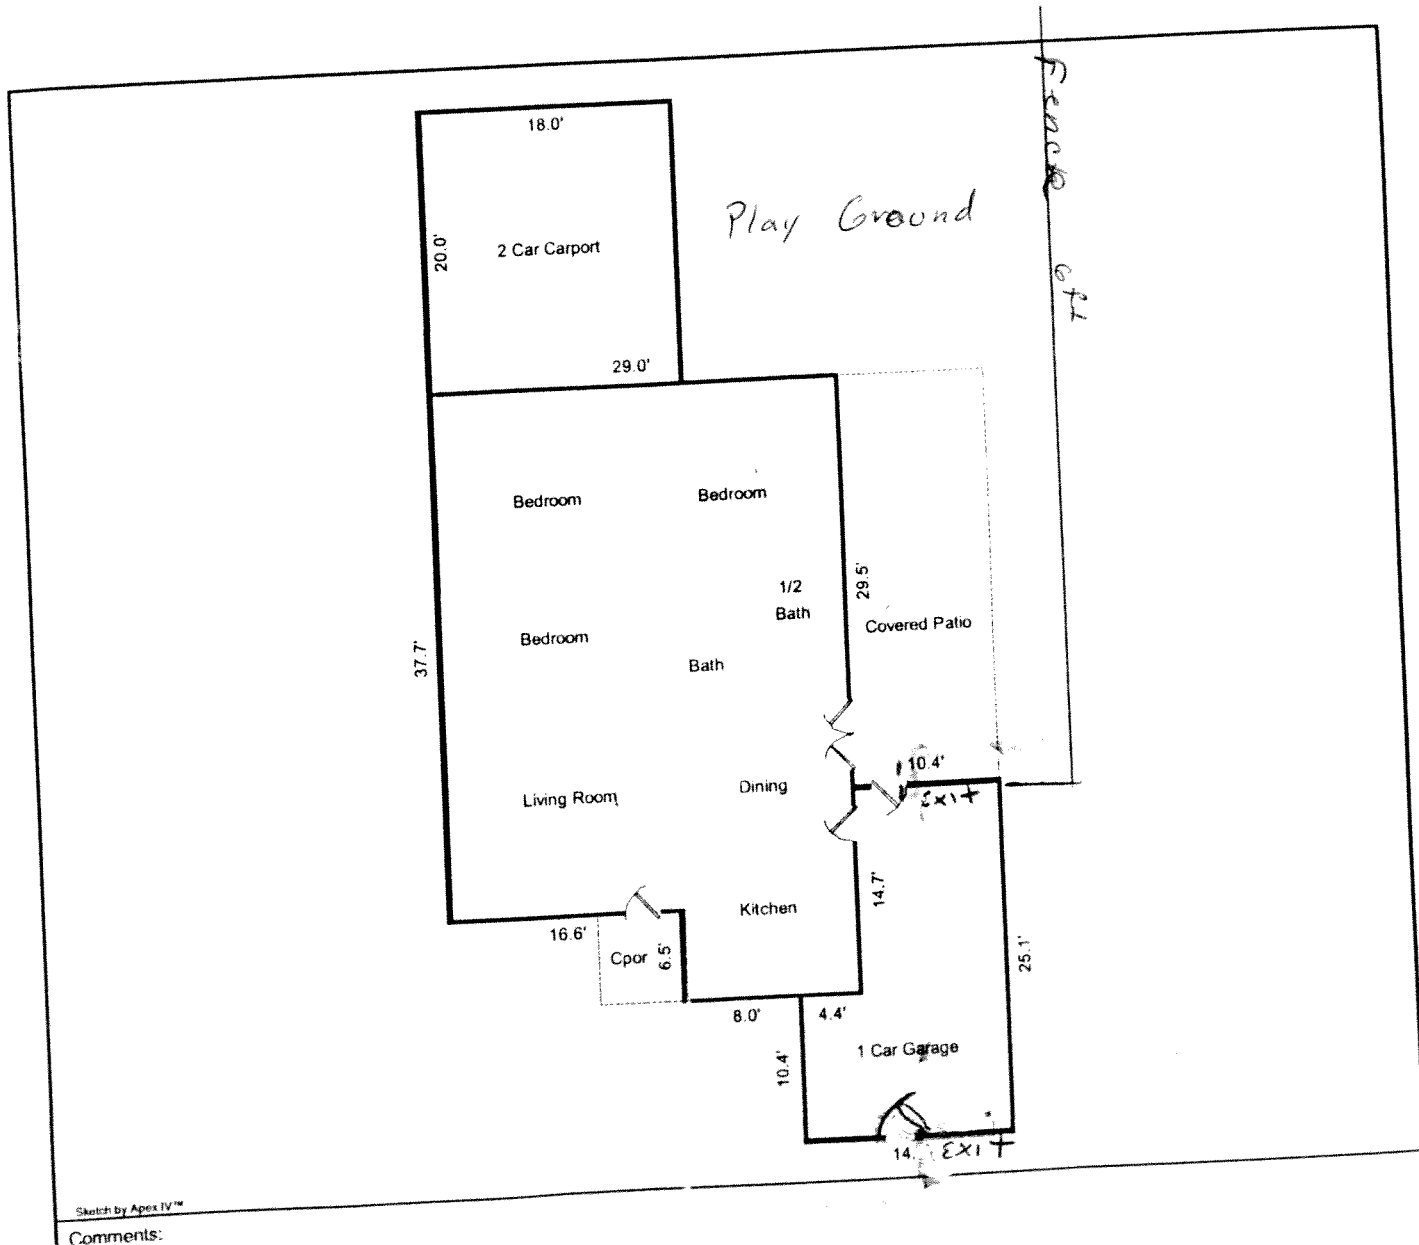 18.0'
Fence
Play Ground
20.0'
2 Car Carport
6ft
29.0'
Bedroom
Bedroom
1/2
Bath
29.5'
Covered Patio
Bedroom
37.7'
Bath
10.4'
Dining
Exit
Living Room
14.7'
Kitchen
16.6'
Cpor
6.5'
25.1'
8.0'
4.4'
1 Car Garage
10.4'
14.
EXIT
Sketch by Apex IV™
Comments: